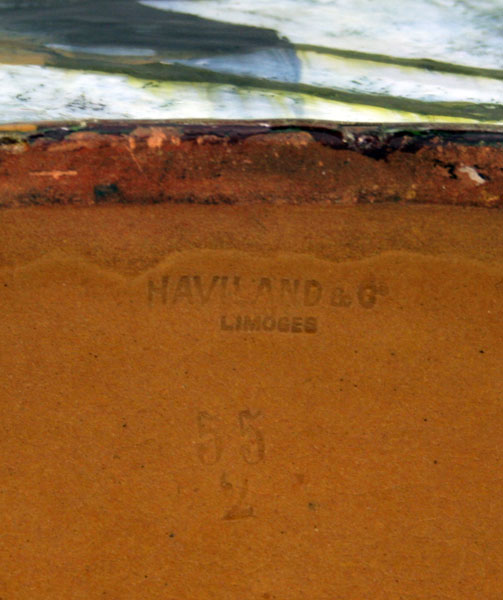 HAVILAND & Cº
LIMOGES
55
2